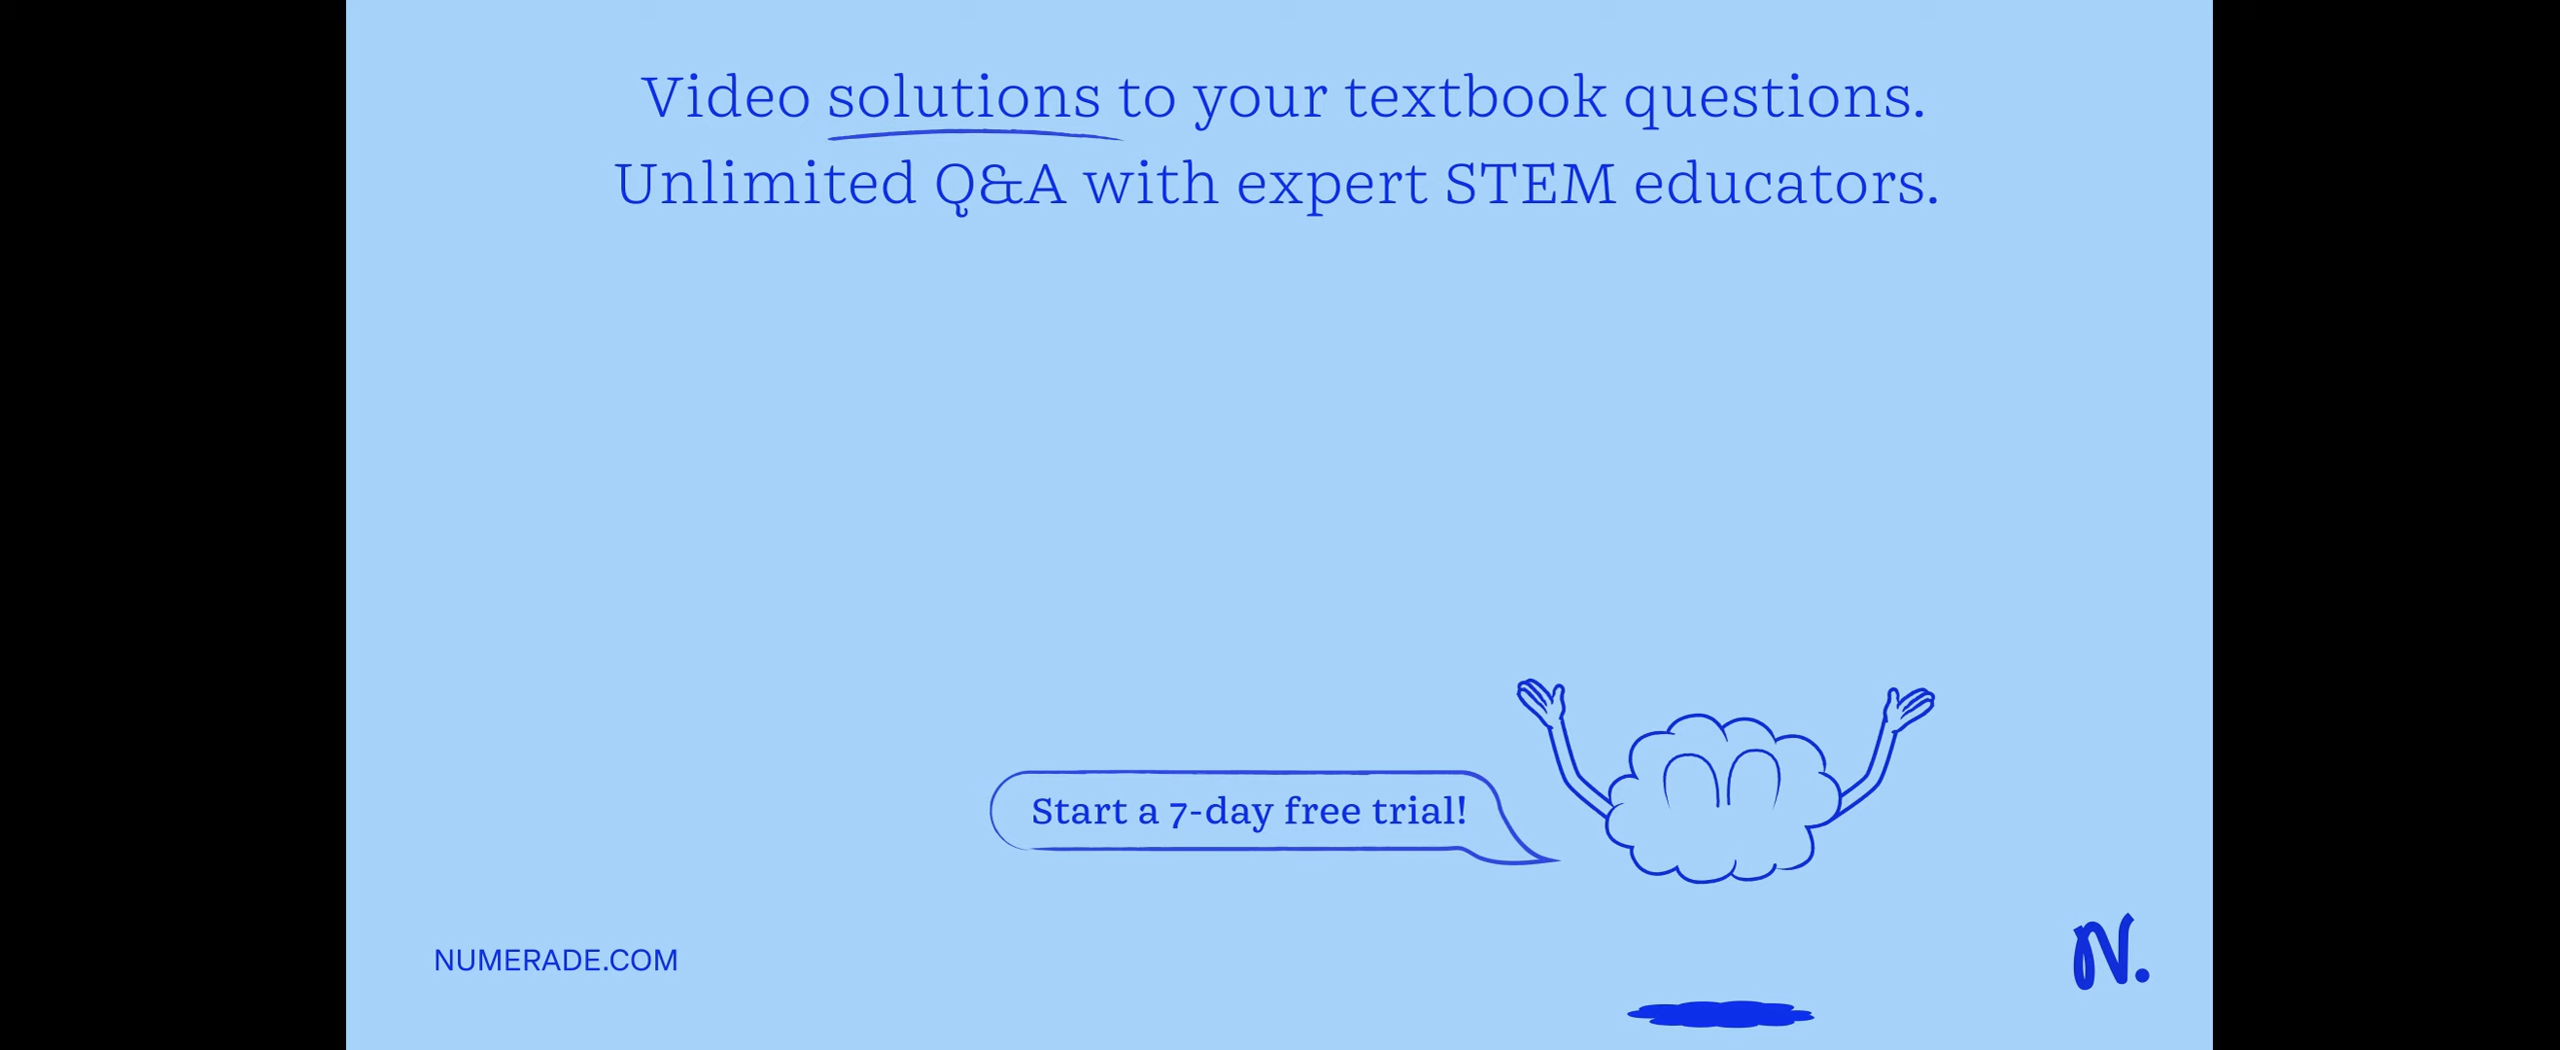 Video solutions to your textbook questions.
Unlimited Q&A with expert STEM educators.
Start a 7-day free trial!
NUMERADE.COM
N.